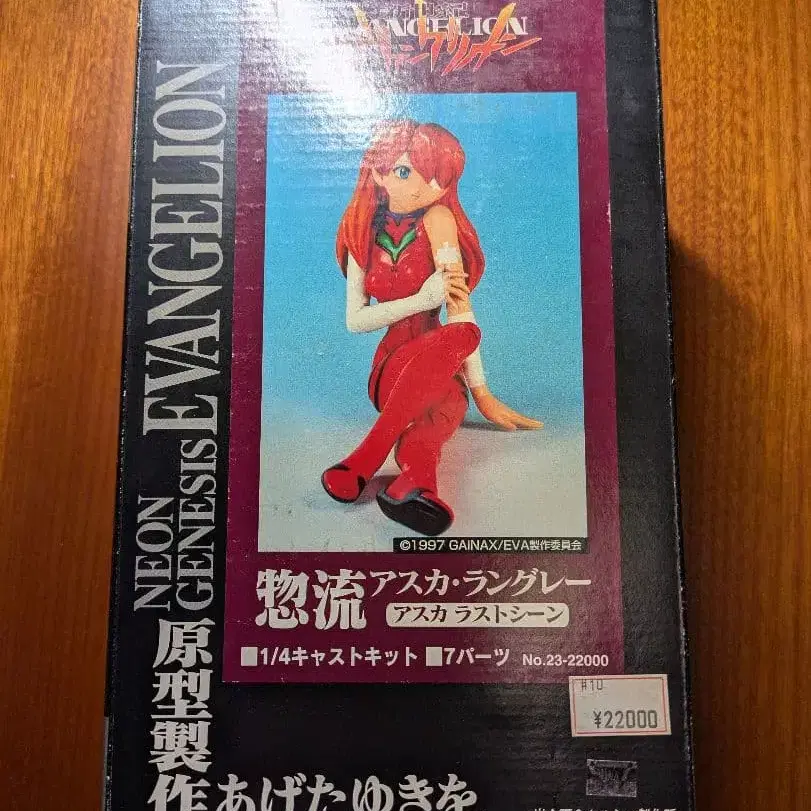 EVANGELION
NEON
GENESIS EVANGELION
©1997 GAINAX/EVA製作委員会
惣流アスカ・ラングレー
アスカ ラストシーン
■1/4キャストキット ■7パーツ No.23-22000
#10
¥22000
原型製作 あげたゆきを